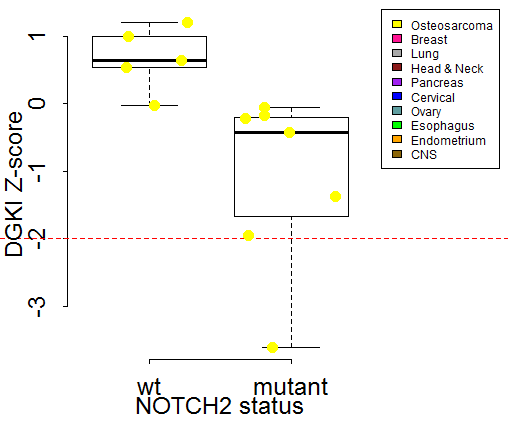 1
0
-1
-2
-3
DGKI Z-score
wt mutant
NOTCH2 status
Osteosarcoma
Breast
Lung
Head & Neck
Pancreas
Cervical
Ovary
Esophagus
Endometrium
CNS